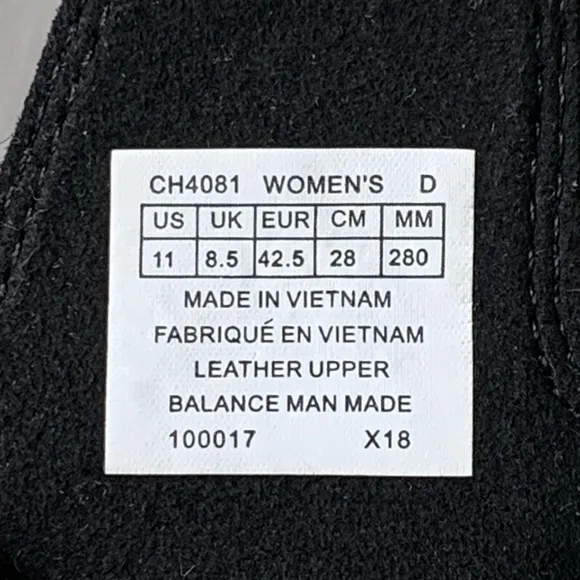 CH4081 WOMEN'S D
US UK EUR CM MM
11 8.5 42.5 28 280
MADE IN VIETNAM
FABRIQUÉ EN VIETNAM
LEATHER UPPER
BALANCE MAN MADE
100017 X18